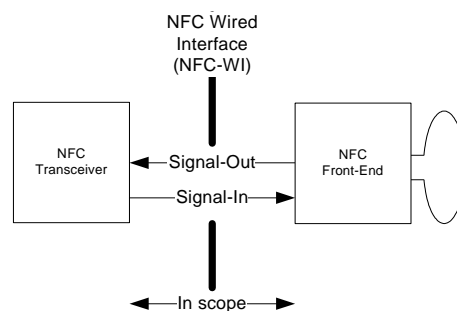 NFC Wired
Interface
(NFC-WI)
NFC
Transceiver
Signal-Out
Signal-In
NFC
Front-End
In scope